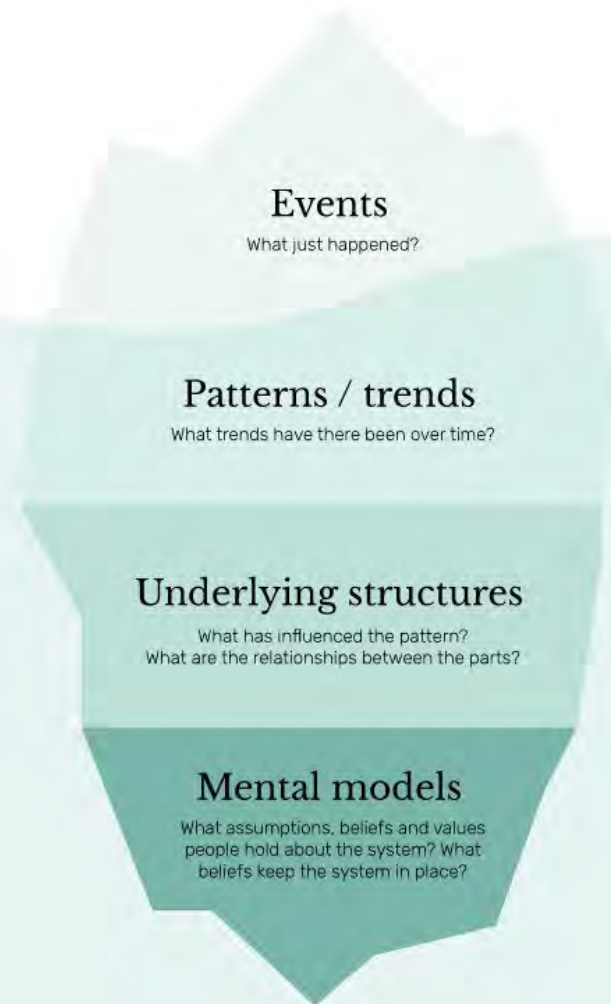 Events
What just happened?
Patterns / trends
What trends have there been over time?
Underlying structures
What has influenced the pattern?
What are the relationships between the parts?
Mental models
What assumptions, beliefs and values
people hold about the system? What
beliefs keep the system in place?